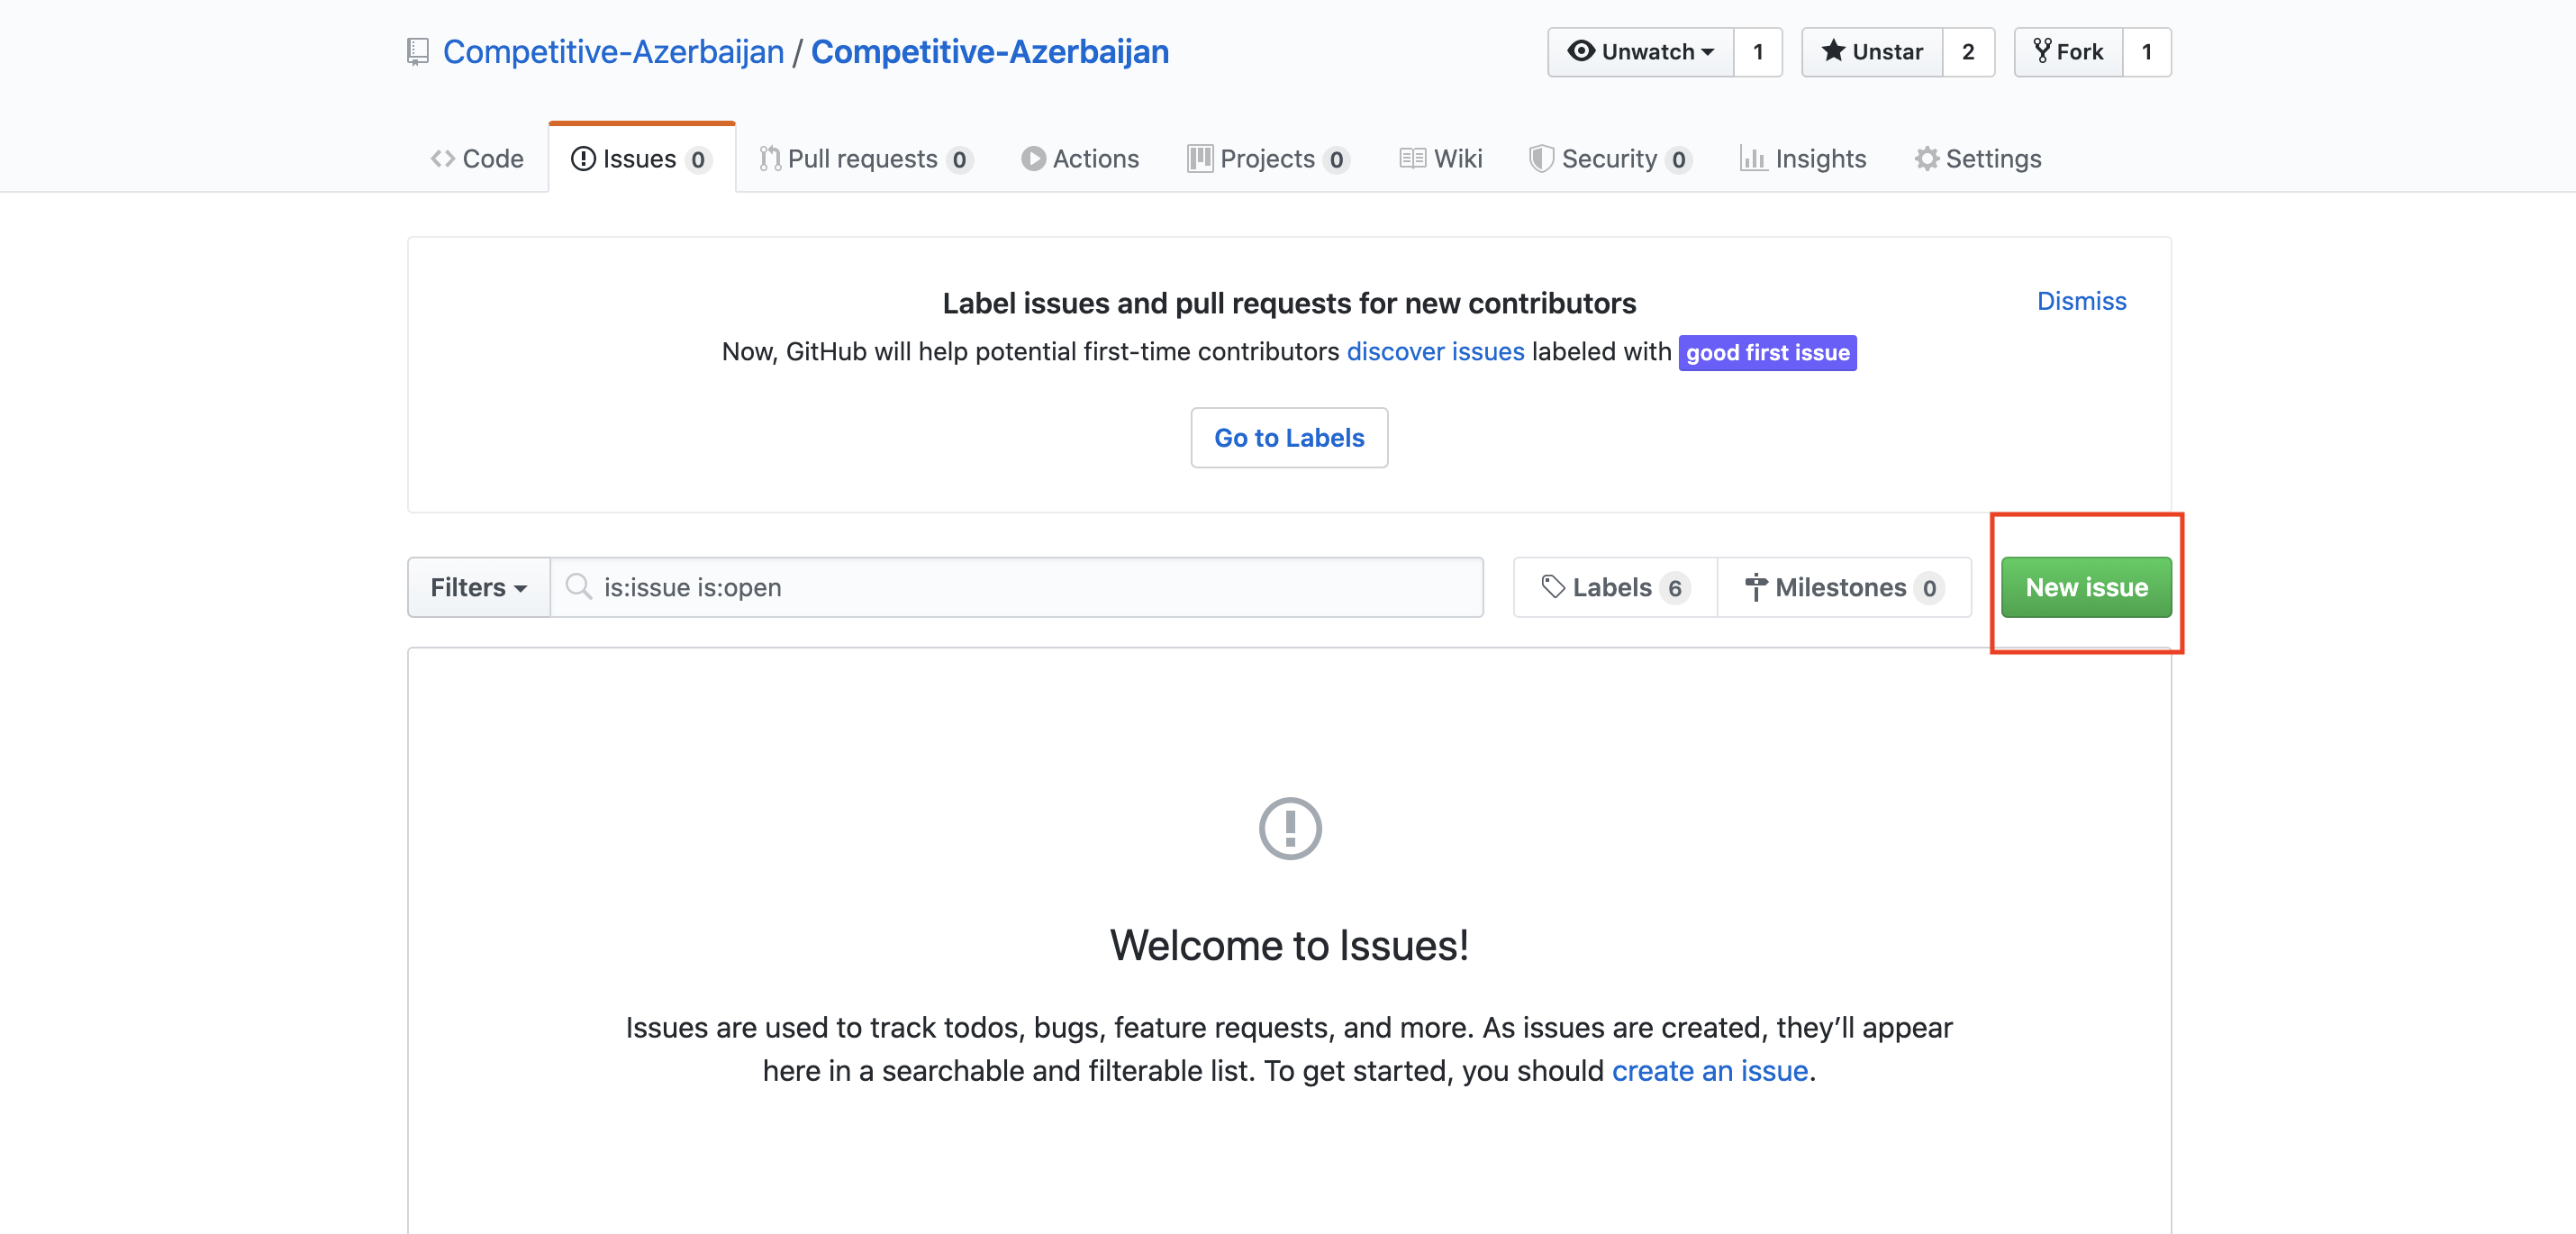 Competitive-Azerbaijan / Competitive-Azerbaijan
Unwatch 1 Unstar 2 Fork 1
Code Issues 0 Pull requests 0 Actions Projects 0 Wiki Security 0 Insights Settings
Label issues and pull requests for new contributors
Dismiss
Now, GitHub will help potential first-time contributors discover issues labeled with good first issue
Go to Labels
Filters is:issue is:open Labels 6 Milestones 0 New issue
Welcome to Issues!
Issues are used to track todos, bugs, feature requests, and more. As issues are created, they’ll appear
here in a searchable and filterable list. To get started, you should create an issue.